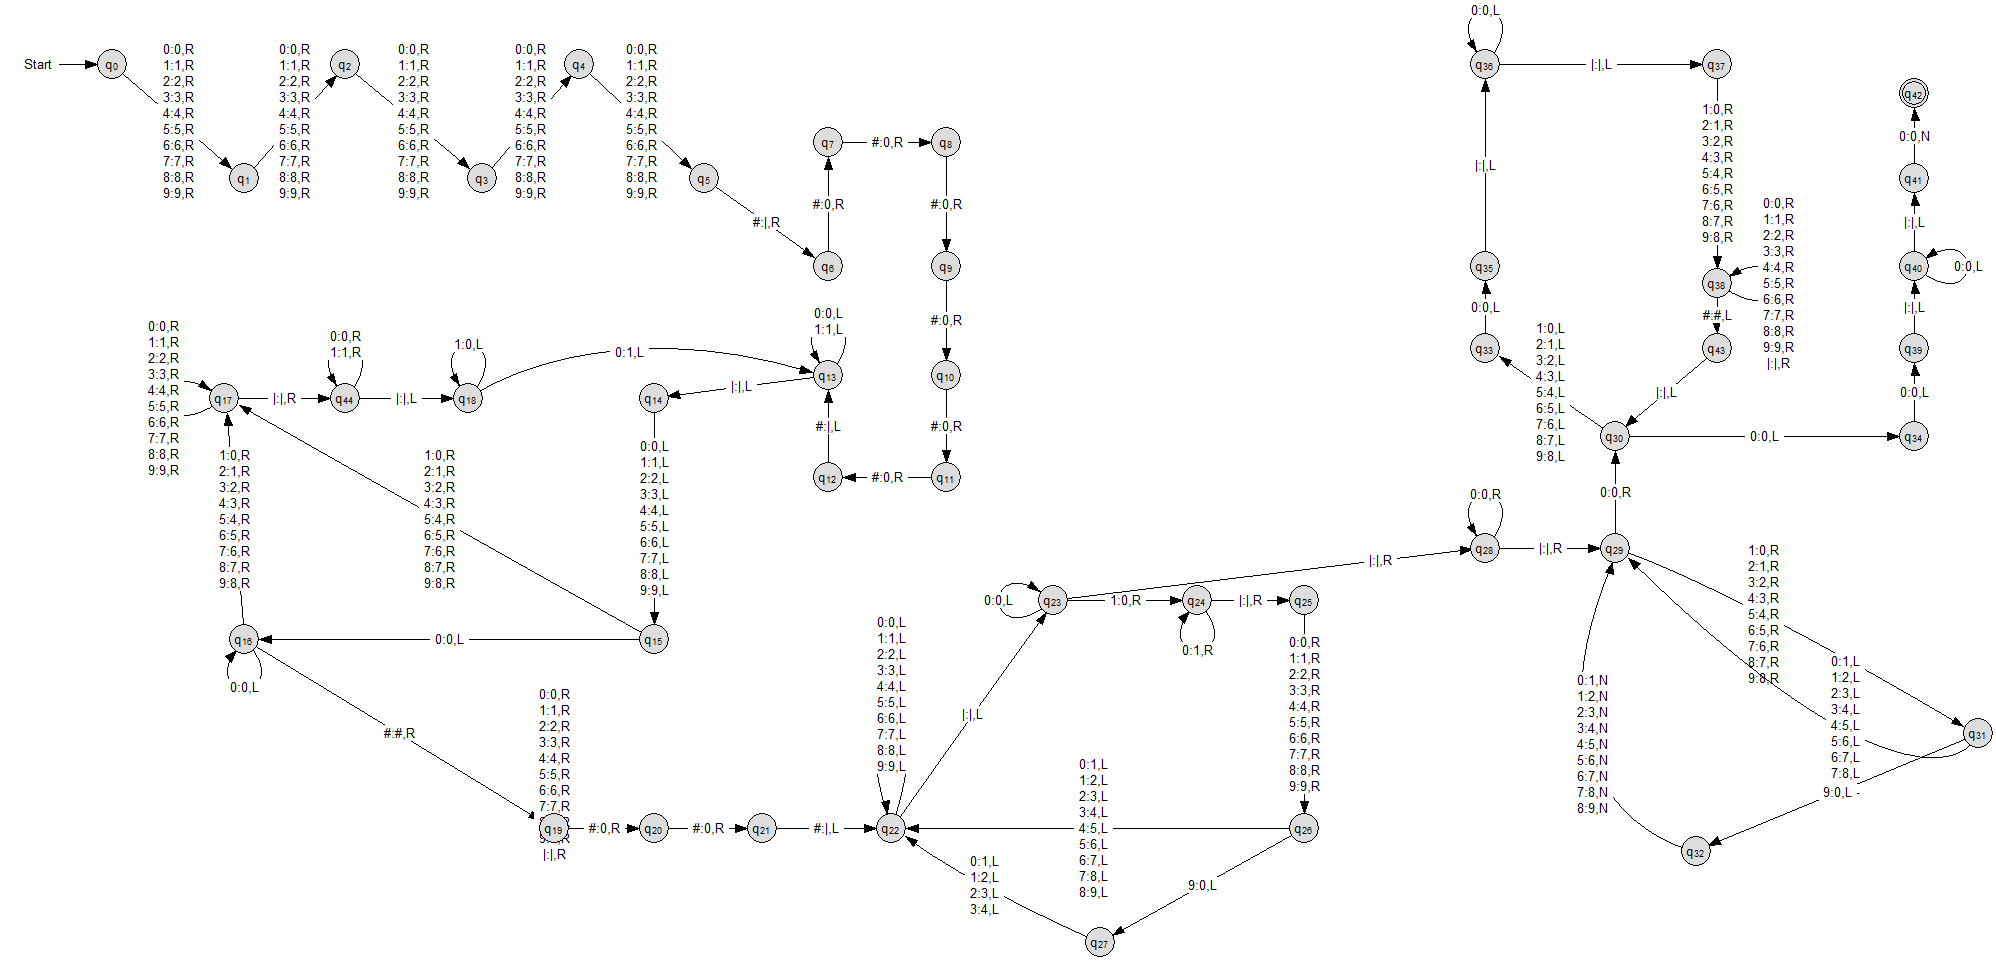 Start
q0
0:0,R
1:1,R
2:2,R
3:3,R
4:4,R
5:5,R
6:6,R
7:7,R
8:8,R
9:9,R
q1
0:0,R
1:1,R
2:2,R
3:3,R
4:4,R
5:5,R
6:6,R
7:7,R
8:8,R
9:9,R
q2
0:0,R
1:1,R
2:2,R
3:3,R
4:4,R
5:5,R
6:6,R
7:7,R
8:8,R
9:9,R
q3
0:0,R
1:1,R
2:2,R
3:3,R
4:4,R
5:5,R
6:6,R
7:7,R
8:8,R
9:9,R
q4
0:0,R
1:1,R
2:2,R
3:3,R
4:4,R
5:5,R
6:6,R
7:7,R
8:8,R
9:9,R
q5
#:|,R
q6
#:0,R
q7
#:0,R
q8
#:0,R
q9
#:0,R
q10
#:0,R
q11
#:0,R
q12
#:|,L
q13
0:0,L
1:1,L
|:|,L
q14
0:0,L
1:1,L
2:2,L
3:3,L
4:4,L
5:5,L
6:6,L
7:7,L
8:8,L
9:9,L
q15
1:0,R
2:1,R
3:2,R
4:3,R
5:4,R
6:5,R
7:6,R
8:7,R
9:8,R
0:0,L
q16
0:0,L
1:0,R
2:1,R
3:2,R
4:3,R
5:4,R
6:5,R
7:6,R
8:7,R
9:8,R
q17
0:0,R
1:1,R
2:2,R
3:3,R
4:4,R
5:5,R
6:6,R
7:7,R
8:8,R
9:9,R
|:|,R
q44
0:0,R
1:1,R
|:|,L
q18
1:0,L
0:1,L
#:#,R
q19
0:0,R
1:1,R
2:2,R
3:3,R
4:4,R
5:5,R
6:6,R
7:7,R
|:|,R
#:0,R
q20
#:0,R
q21
#:|,L
q22
0:0,L
1:1,L
2:2,L
3:3,L
4:4,L
5:5,L
6:6,L
7:7,L
8:8,L
9:9,L
|:|,L
q23
0:0,L
1:0,R
q24
0:1,R
|:|,R
q25
0:0,R
1:1,R
2:2,R
3:3,R
4:4,R
5:5,R
6:6,R
7:7,R
8:8,R
9:9,R
q26
0:1,L
1:2,L
2:3,L
3:4,L
4:5,L
5:6,L
6:7,L
7:8,L
8:9,L
9:0,L
q27
0:1,L
1:2,L
2:3,L
3:4,L
|:|,R
q28
0:0,R
|:|,R
q29
1:0,R
2:1,R
3:2,R
4:3,R
5:4,R
6:5,R
7:6,R
8:7,R
9:8,R
q31
0:1,L
1:2,L
2:3,L
3:4,L
4:5,L
5:6,L
6:7,L
7:8,L
9:0,L
q32
0:1,N
1:2,N
2:3,N
3:4,N
4:5,N
5:6,N
6:7,N
7:8,N
8:9,N
0:0,R
q30
1:0,L
2:1,L
3:2,L
4:3,L
5:4,L
6:5,L
7:6,L
8:7,L
9:8,L
q33
0:0,L
q35
|:|,L
q36
0:0,L
|:|,L
q37
1:0,R
2:1,R
3:2,R
4:3,R
5:4,R
6:5,R
7:6,R
8:7,R
9:8,R
q38
0:0,R
1:1,R
2:2,R
3:3,R
4:4,R
5:5,R
6:6,R
7:7,R
8:8,R
9:9,R
|:|,R
#:#,L
q43
|:|,L
0:0,L
q34
0:0,L
q39
|:|,L
q40
0:0,L
|:|,L
q41
0:0,N
q42